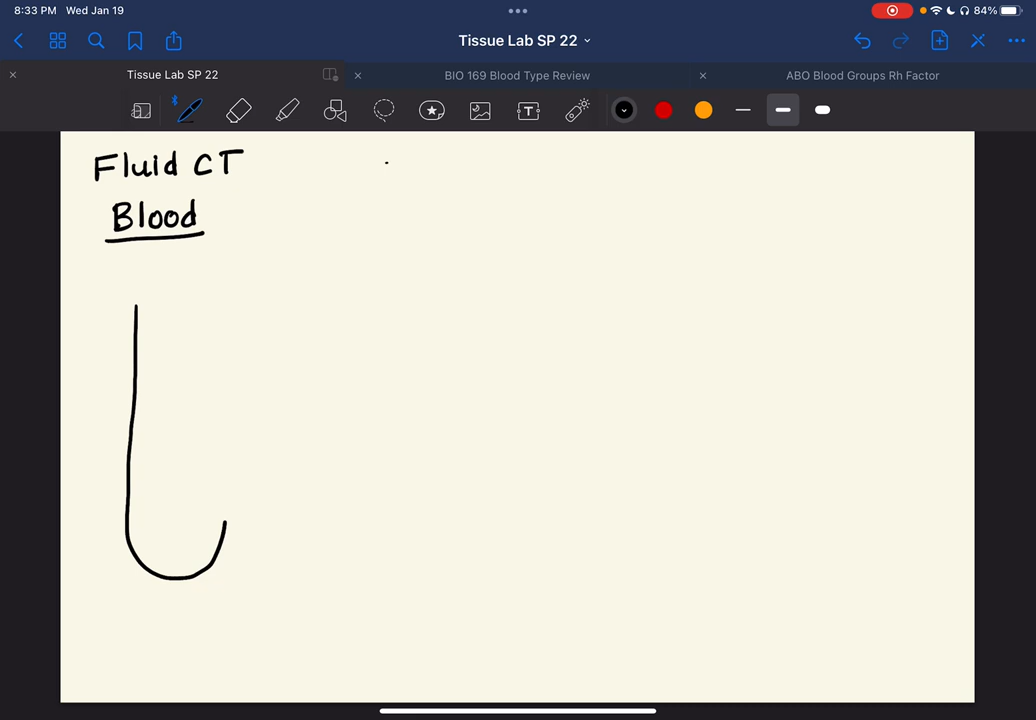 8:33 PM Wed Jan 19
84%
Tissue Lab SP 22
Tissue Lab SP 22
BIO 169 Blood Type Review
ABO Blood Groups Rh Factor
T
Fluid CT
Blood